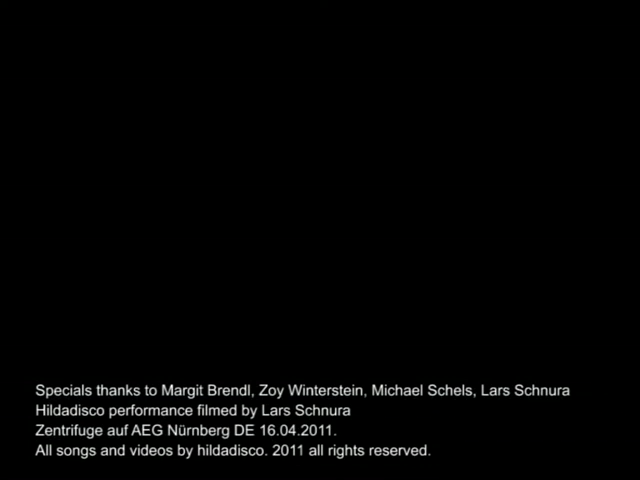 Specials thanks to Margit Brendl, Zoy Winterstein, Michael Schels, Lars Schnura
Hildadisco performance filmed by Lars Schnura
Zentrifuge auf AEG Nürnberg DE 16.04.2011.
All songs and videos by hildadisco. 2011 all rights reserved.